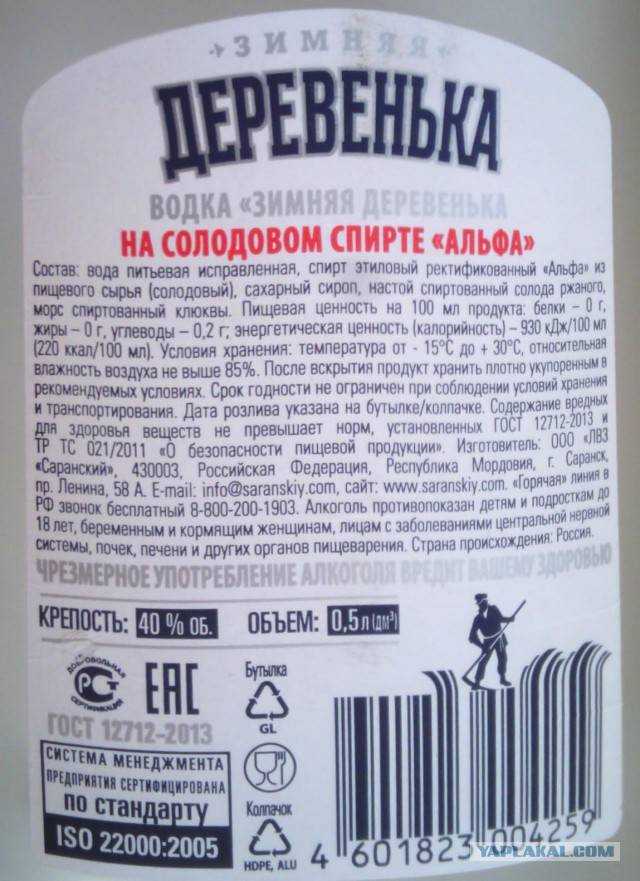 ЗИМНЯЯ
ДЕРЕВЕНЬКА
ВОДКА «ЗИМНЯЯ ДЕРЕВЕНЬКА
НА СОЛОДОВОМ СПИРТЕ «АЛЬФА»
Состав: вода питьевая исправленная, спирт этиловый ректификованный «Альфа» из
пищевого сырья (солодовый), сахарный сироп, настой спиртованный солода ржаного,
морс спиртованный клюквы. Пищевая ценность на 100 мл продукта: белки – 0 г,
жиры – 0 г, углеводы – 0,2 г; энергетическая ценность (калорийность) – 930 кДж/100 мл
(220 ккал/100 мл). Условия хранения: температура от - 15°С до + 30°С, относительная
влажность воздуха не выше 85%. После вскрытия продукт хранить плотно укупоренным в
рекомендуемых условиях. Срок годности не ограничен при соблюдении условий хранения
и транспортирования. Дата розлива указана на бутылке/колпачке. Содержание вредных
для здоровья веществ не превышает норм, установленных ГОСТ 12712-2013 и
ТР ТС 021/2011 «О безопасности пищевой продукции». Изготовитель: ООО «ЛВЗ
«Саранский», 430003, Российская Федерация, Республика Мордовия, г. Саранск,
пр. Ленина, 58 А. E-mail: info@saranskiy.com, сайт: www.saranskiy.com. «Горячая» линия в
РФ звонок бесплатный 8-800-200-1903. Алкоголь противопоказан детям и подросткам до
18 лет, беременным и кормящим женщинам, лицам с заболеваниями центральной нервной
системы, почек, печени и других органов пищеварения. Страна происхождения: Россия.
ЧРЕЗМЕРНОЕ УПОТРЕБЛЕНИЕ АЛКОГОЛЯ ВРЕДИТ ВАШЕМУ ЗДОРОВЬЮ
КРЕПОСТЬ: 40 % ОБ. ОБЪЕМ: 0,5 л (дм³)
ДОБРОВОЛЬНАЯ
РСТ
СЕРТИФИКАЦИЯ
ЕАС
ГОСТ 12712-2013
СИСТЕМА МЕНЕДЖМЕНТА
ПРЕДПРИЯТИЯ СЕРТИФИЦИРОВАНА
по стандарту
ISO 22000:2005
Бутылка
GL
Колпачок
HDPE, ALU
4 601823 004259
YAPLAKAL.COM